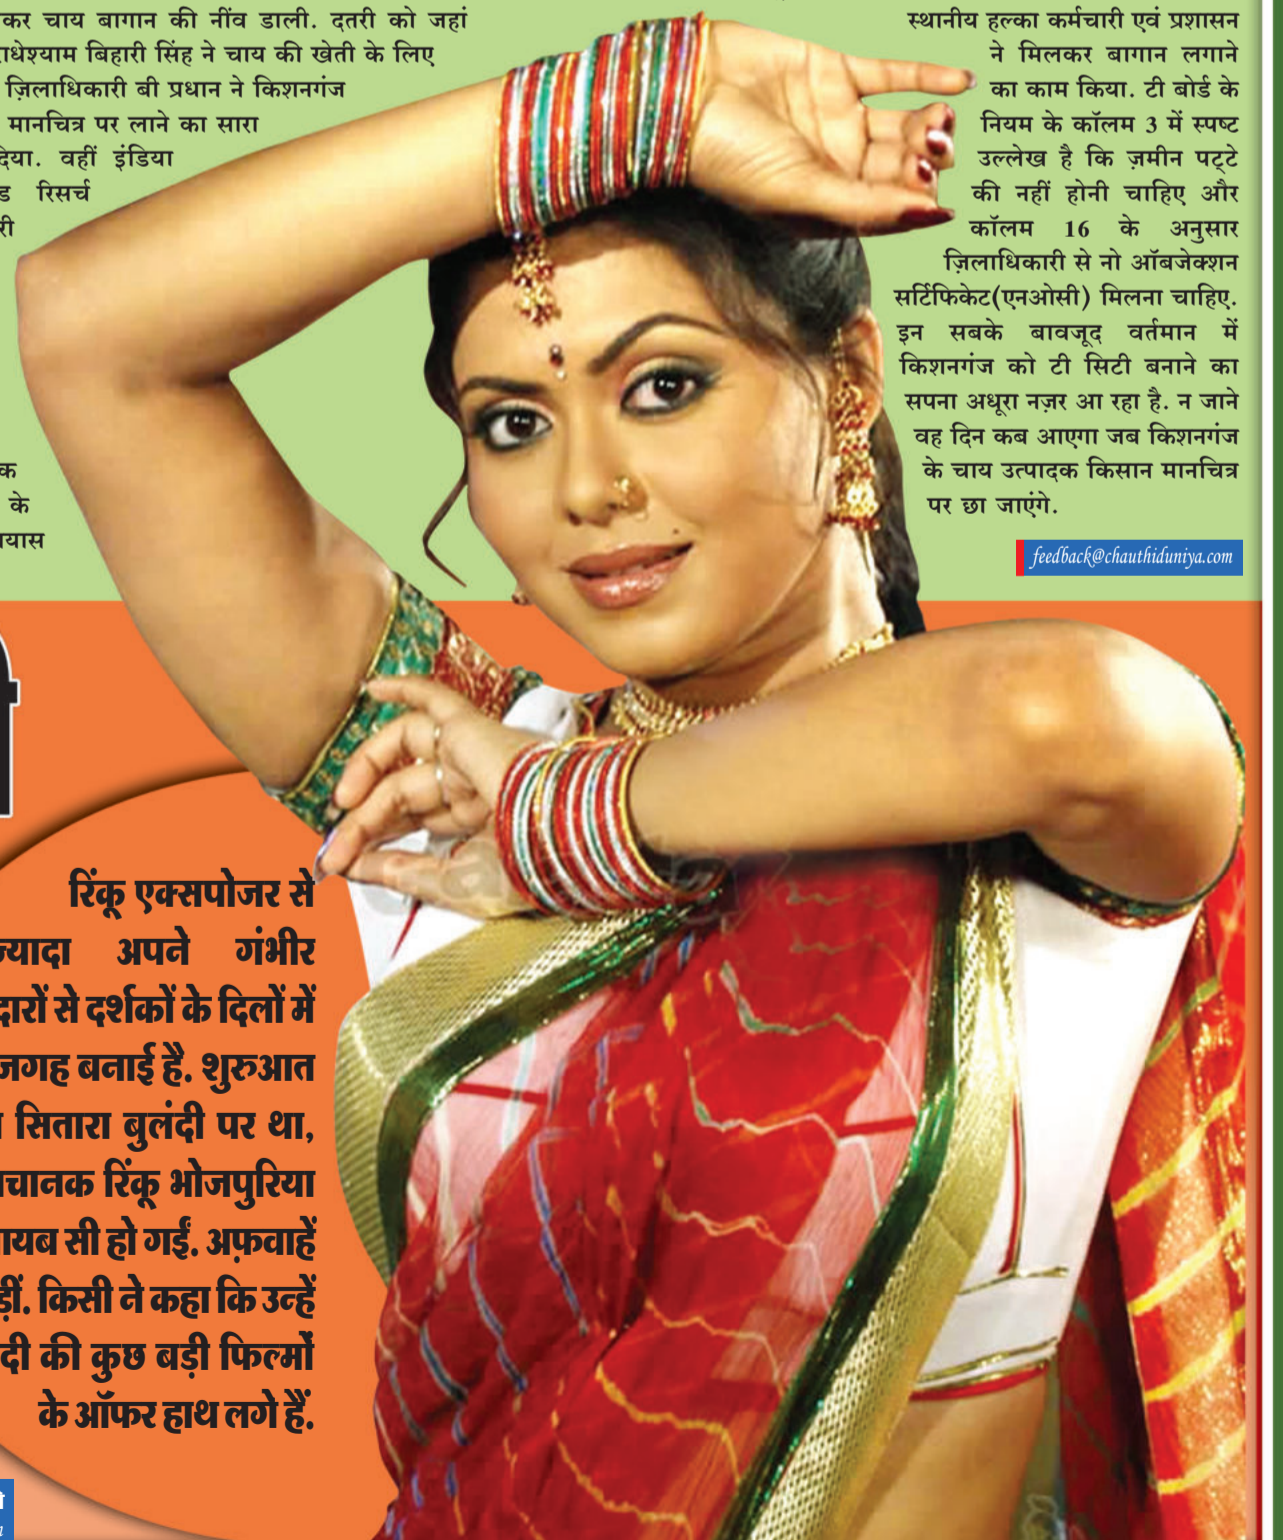 कर चाय बागान की नींव डाली. दतरी को जहां
राधेश्याम बिहारी सिंह ने चाय की खेती के लिए
ज़िलाधिकारी बी प्रधान ने किशनगंज
मानचित्र पर लाने का सारा
दिया. वहीं इंडिया
ड रिसर्च
री
क
के
यास
स्थानीय हल्का कर्मचारी एवं प्रशासन
ने मिलकर बागान लगाने
का काम किया. टी बोर्ड के
नियम के कॉलम 3 में स्पष्ट
उल्लेख है कि ज़मीन पट्टे
की नहीं होनी चाहिए और
कॉलम 16 के अनुसार
ज़िलाधिकारी से नो ऑबजेक्शन
सर्टिफिकेट(एनओसी) मिलना चाहिए.
इन सबके बावजूद वर्तमान में
किशनगंज को टी सिटी बनाने का
सपना अधूरा नज़र आ रहा है. न जाने
वह दिन कब आएगा जब किशनगंज
के चाय उत्पादक किसान मानचित्र
पर छा जाएंगे.
feedback@chauthiduniya.com
रिंकू एक्सपोजर से
ज्यादा अपने गंभीर
दारों से दर्शकों के दिलों में
जगह बनाई है. शुरुआत
सितारा बुलंदी पर था,
चानक रिंकू भोजपुरिया
ायब सी हो गईं. अफ़वाहें
ड़ीं. किसी ने कहा कि उन्हें
दी की कुछ बड़ी फिल्मों
के ऑफर हाथ लगे हैं.